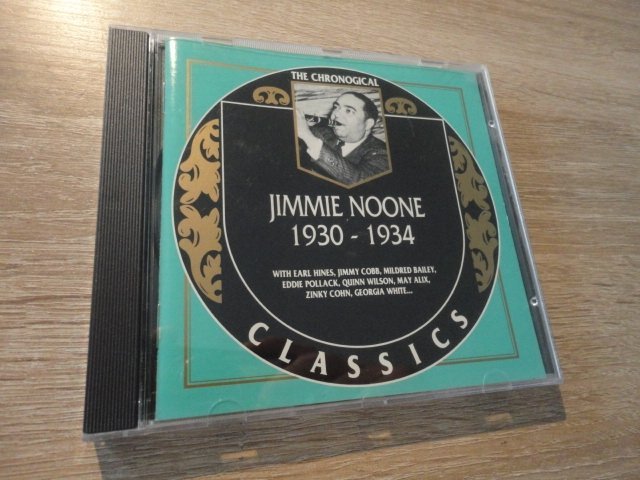 THE CHRONOGICAL
JIMMIE NOONE
1930 - 1934
WITH EARL HINES, JIMMY COBB, MILDRED BAILEY,
EDDIE POLLACK, QUINN WILSON, MAY ALIX,
ZINKY COHN, GEORGIA WHITE...
CLASSICS